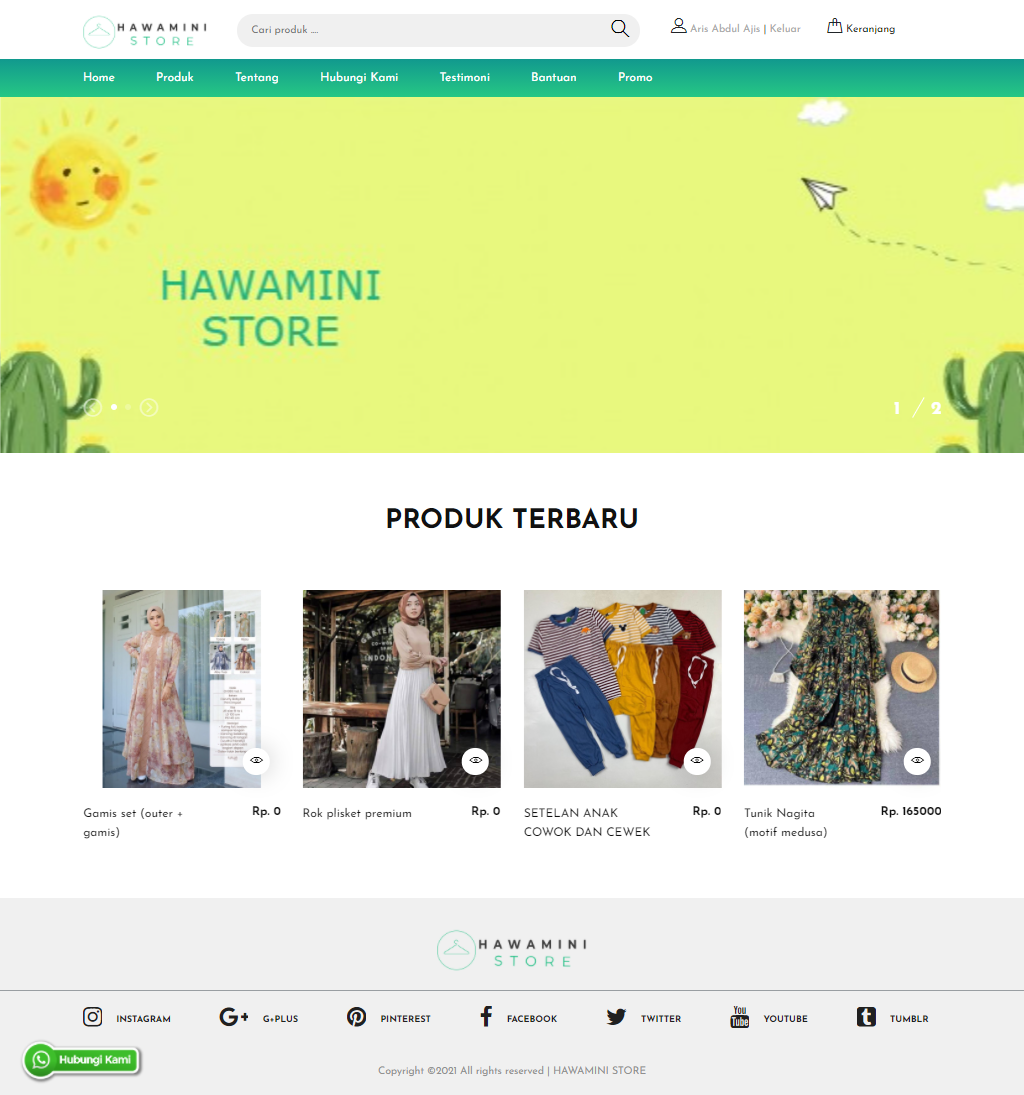 HAWAMINI
STORE
Cari produk ....
Aris Abdul Ajis | Keluar
Keranjang
Home
Produk
Tentang
Hubungi Kami
Testimoni
Bantuan
Promo
HAWAMINI
STORE
1 / 2
PRODUK TERBARU
Gamis set (outer +
gamis)
Rp. 0
Rok plisket premium
Rp. 0
SETELAN ANAK
COWOK DAN CEWEK
Rp. 0
Tunik Nagita
(motif medusa)
Rp. 165000
HAWAMINI
STORE
INSTAGRAM
G+PLUS
PINTEREST
FACEBOOK
TWITTER
You
Tube
YOUTUBE
TUMBLR
Hubungi Kami
Copyright ©2021 All rights reserved | HAWAMINI STORE